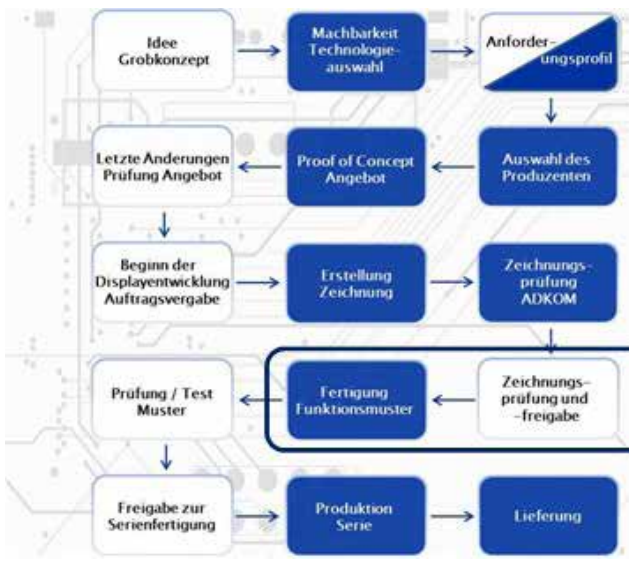 Idee
Grobkonzept
Machbarkeit
Technologie-
auswahl
Anforder-
ungsprofil
Letzte Änderungen
Prüfung Angebot
Proof of Concept
Angebot
Auswahl des
Produzenten
Beginn der
Displayentwicklung
Auftragsvergabe
Erstellung
Zeichnung
Zeichnungs-
prüfung
ADKOM
Prüfung / Test
Muster
Fertigung
Funktionsmuster
Zeichnungs-
prüfung und
-freigabe
Freigabe zur
Serienfertigung
Produktion
Serie
Lieferung